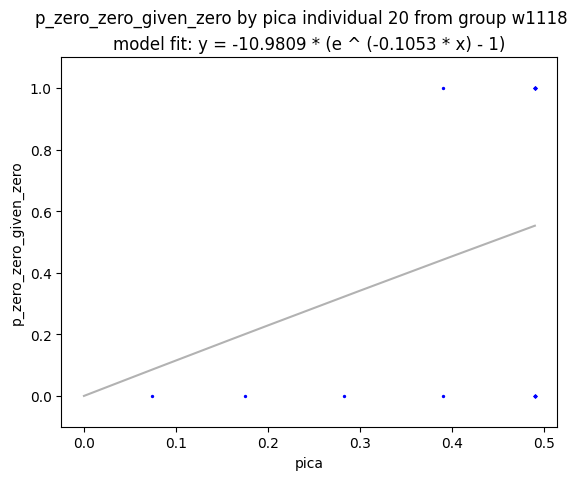 p_zero_zero_given_zero by pica individual 20 from group w1118
model fit: y = -10.9809 * (e ^ (-0.1053 * x) - 1)
1.0
0.8
0.6
0.4
0.2
0.0
p_zero_zero_given_zero
0.0 0.1 0.2 0.3 0.4 0.5
pica